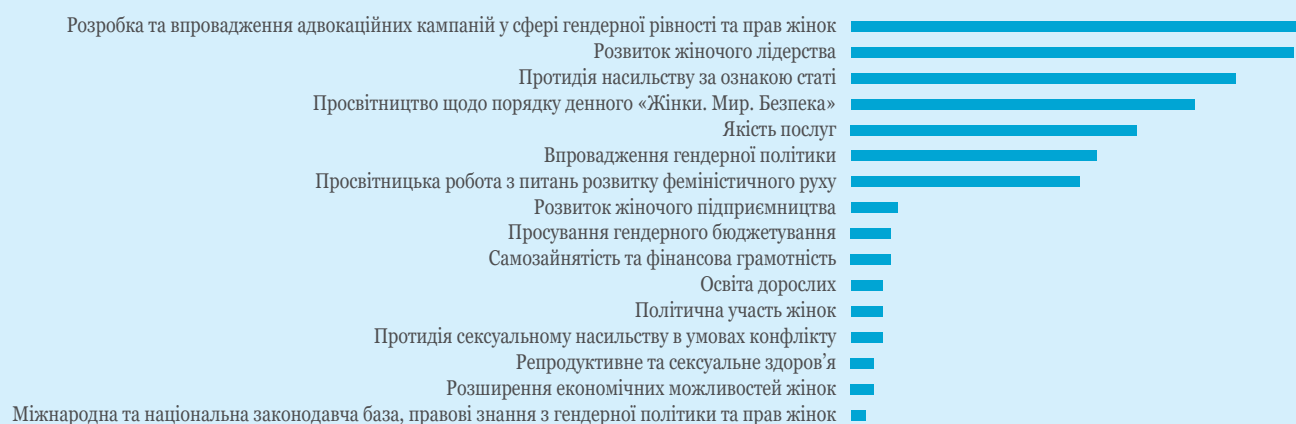 Розробка та впровадження адвокаційних кампаній у сфері гендерної рівності та прав жінок
Розвиток жіночого лідерства
Протидія насильству за ознакою статі
Просвітництво щодо порядку денного «Жінки. Мир. Безпека»
Якість послуг
Впровадження гендерної політики
Просвітницька робота з питань розвитку феміністичного руху
Розвиток жіночого підприємництва
Просування гендерного бюджетування
Самозайнятість та фінансова грамотність
Освіта дорослих
Політична участь жінок
Протидія сексуальному насильству в умовах конфлікту
Репродуктивне та сексуальне здоров’я
Розширення економічних можливостей жінок
Міжнародна та національна законодавча база, правові знання з гендерної політики та прав жінок